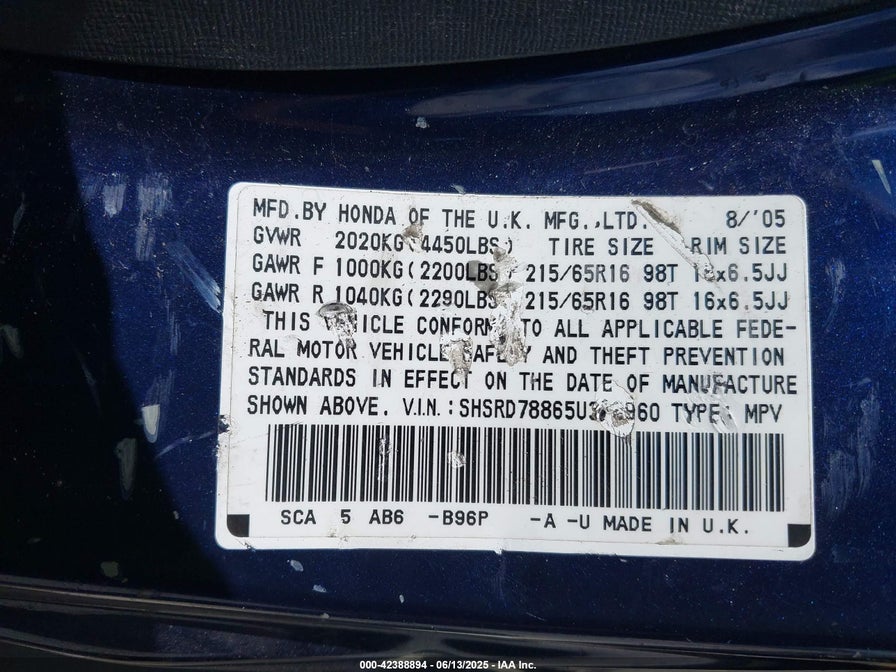 MFD.BY HONDA OF THE U.K. MFG.,LTD. 8/'05
GVWR 2020KG(4450LBS) TIRE SIZE RIM SIZE
GAWR F 1000KG(2200LBS) 215/65R16 98T 16x6.5JJ
GAWR R 1040KG(2290LBS) 215/65R16 98T 16x6.5JJ
THIS VEHICLE CONFORMS TO ALL APPLICABLE FEDE-
RAL MOTOR VEHICLE SAFETY AND THEFT PREVENTION
STANDARDS IN EFFECT ON THE DATE OF MANUFACTURE
SHOWN ABOVE. V.I.N.: TYPE: MPV
SCA 5 AB6 -B96P -A -U MADE IN U.K.
000-42388894 - 06/13/2025 - IAA Inc.